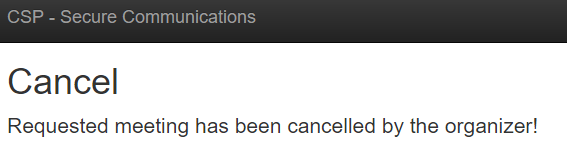 CSP - Secure Communications
Cancel
Requested meeting has been cancelled by the organizer!